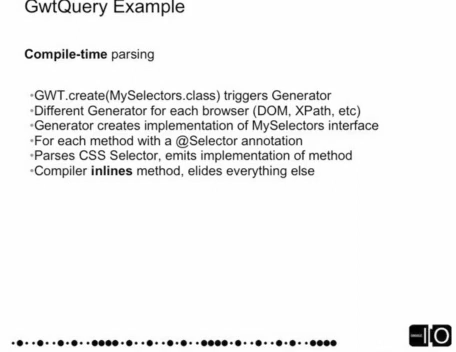 GwtQuery Example
Compile-time parsing
•GWT.create(MySelectors.class) triggers Generator
•Different Generator for each browser (DOM, XPath, etc)
•Generator creates implementation of MySelectors interface
•For each method with a @Selector annotation
•Parses CSS Selector, emits implementation of method
•Compiler inlines method, elides everything else
IO